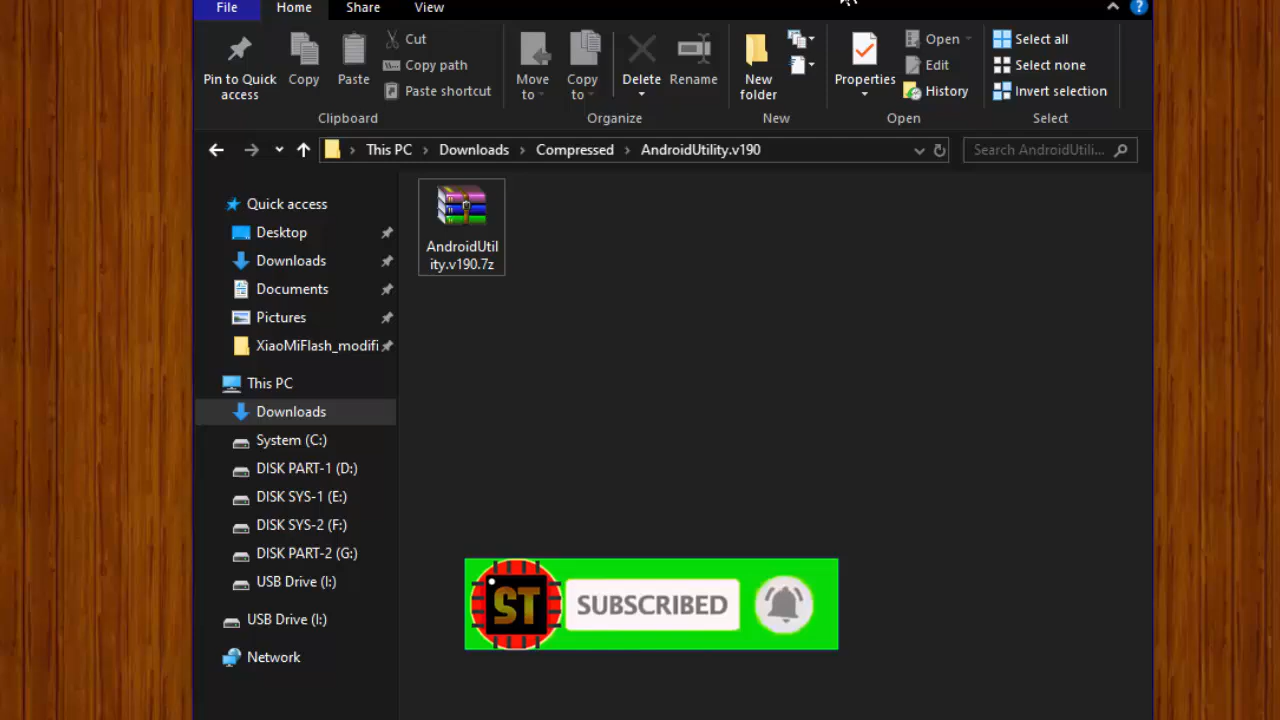 File
Home
Share
View
?
Pin to Quick
access
Copy
Paste
Cut
Copy path
Paste shortcut
Move
to
Copy
to
Delete
Rename
New
folder
Properties
Open
Edit
History
Select all
Select none
Invert selection
Clipboard
Organize
New
Open
Select
This PC
Downloads
Compressed
AndroidUtility.v190
Search AndroidUtili...
Quick access
Desktop
Downloads
Documents
Pictures
XiaoMiFlash_modifi
This PC
Downloads
System (C:)
DISK PART-1 (D:)
DISK SYS-1 (E:)
DISK SYS-2 (F:)
DISK PART-2 (G:)
USB Drive (I:)
USB Drive (I:)
Network
AndroidUtil
ity.v190.7z
ST
SUBSCRIBED